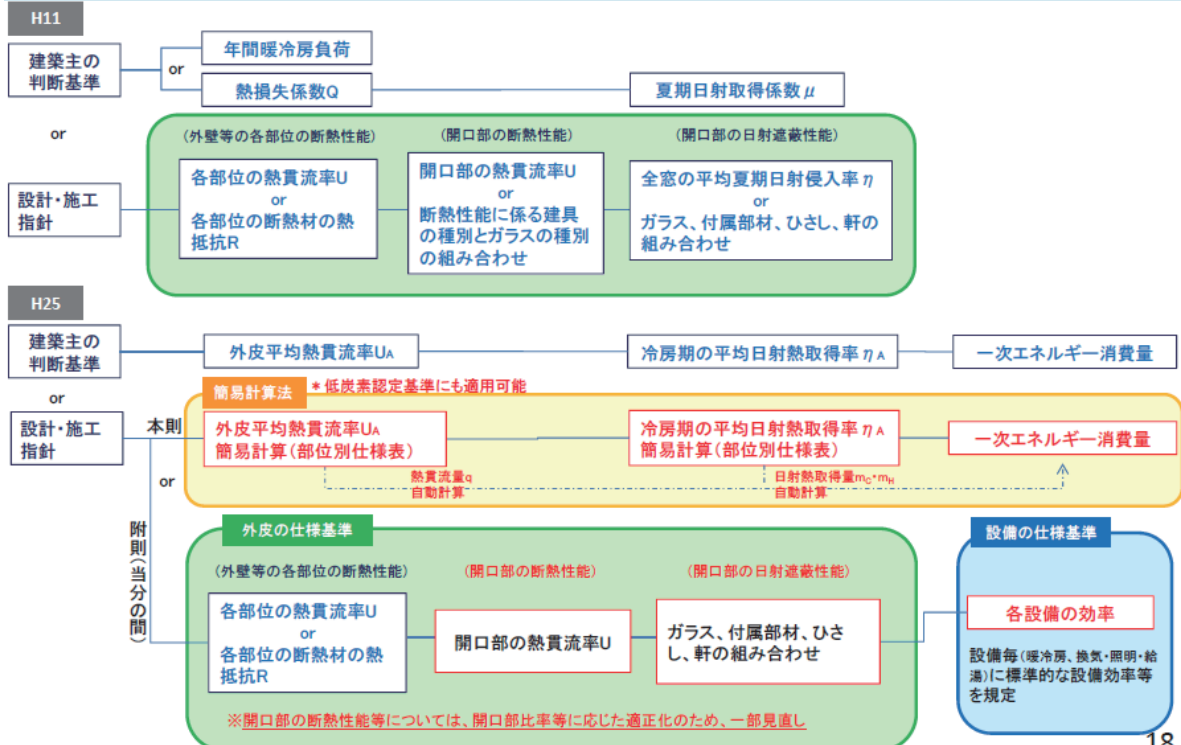 H11
建築主の
判断基準
or
年間暖冷房負荷
熱損失係数Q
夏期日射取得係数μ
or
(外壁等の各部位の断熱性能)
(開口部の断熱性能)
(開口部の日射遮蔽性能)
設計・施工
指針
各部位の熱貫流率U
or
各部位の断熱材の熱
抵抗R
開口部の熱貫流率U
or
断熱性能に係る建具
の種別とガラスの種別
の組み合わせ
全窓の平均夏期日射侵入率η
or
ガラス、付属部材、ひさし、軒の
組み合わせ
H25
建築主の
判断基準
外皮平均熱貫流率UA
冷房期の平均日射熱取得率ηA
一次エネルギー消費量
or
簡易計算法
*低炭素認定基準にも適用可能
設計・施工
指針
本則
外皮平均熱貫流率UA
簡易計算(部位別仕様表)
冷房期の平均日射熱取得率ηA
簡易計算(部位別仕様表)
一次エネルギー消費量
or
熱貫流量q
自動計算
日射熱取得量mC・mH
自動計算
附則(当分の間)
外皮の仕様基準
設備の仕様基準
(外壁等の各部位の断熱性能)
(開口部の断熱性能)
(開口部の日射遮蔽性能)
各部位の熱貫流率U
or
各部位の断熱材の熱
抵抗R
開口部の熱貫流率U
ガラス、付属部材、ひさ
し、軒の組み合わせ
各設備の効率
設備毎(暖冷房、換気・照明・給
湯)に標準的な設備効率等
を規定
※開口部の断熱性能等については、開口部比率等に応じた適正化のため、一部見直し
18